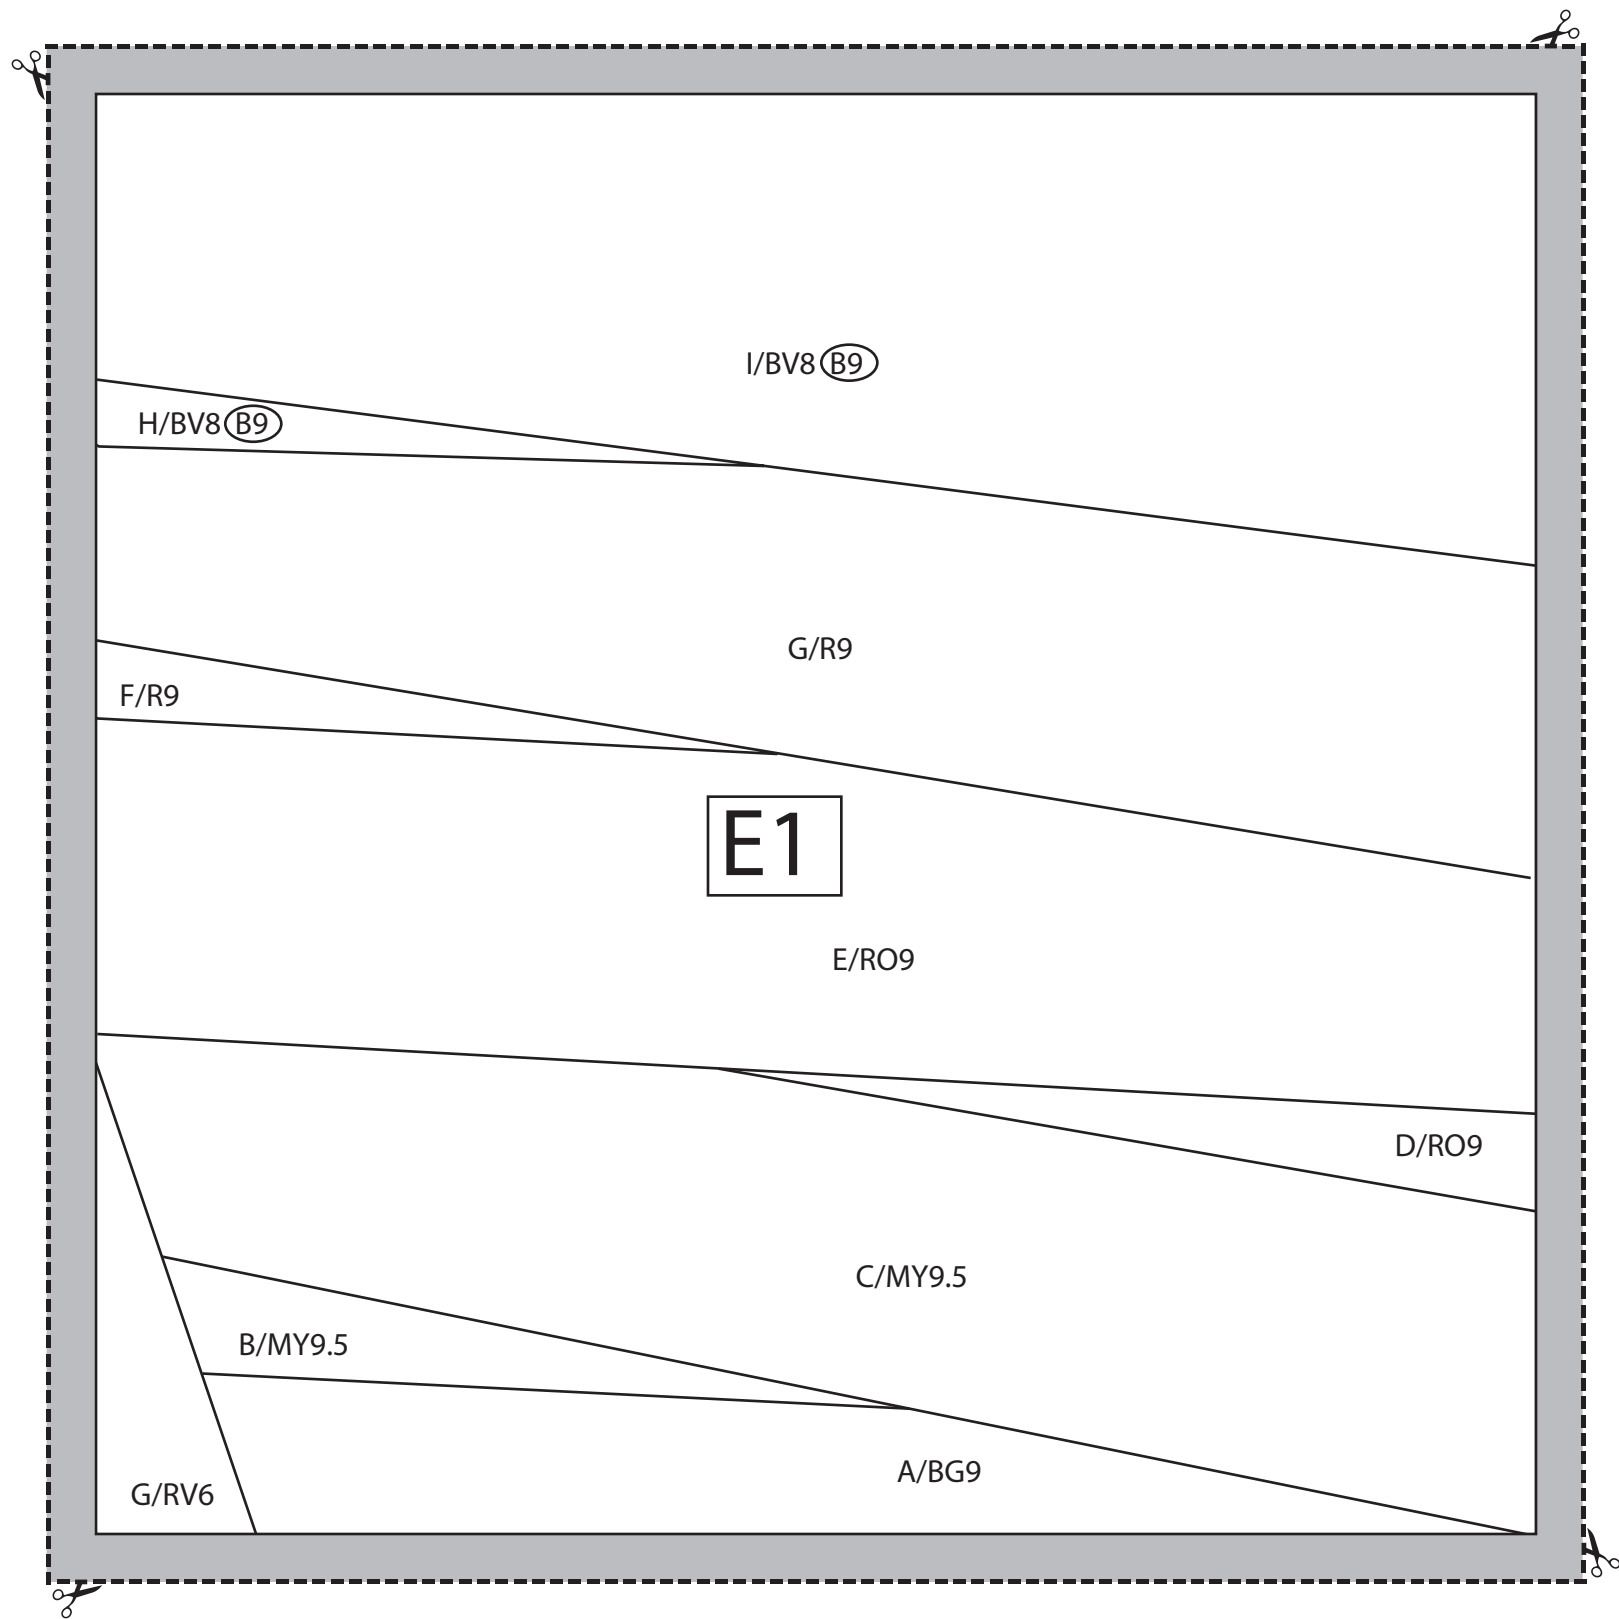 I/BV8 B9
H/BV8 B9
G/R9
F/R9
E1
E/RO9
D/RO9
C/MY9.5
B/MY9.5
A/BG9
G/RV6